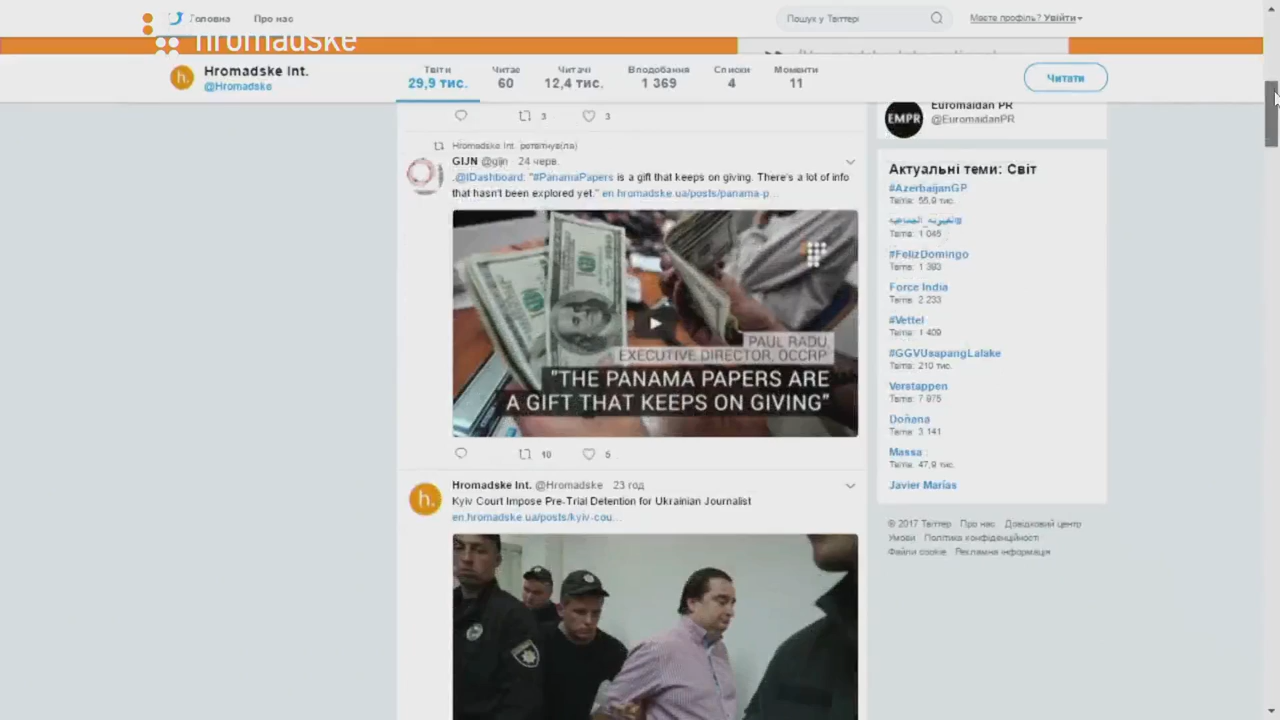 Головна
Про нас
Пошук у Твіттері
Маєте профіль? Увійти
hromadske
Hromadske Int.
@Hromadske
Твіти
29,9 тис.
Читає
60
Читачі
12,4 тис.
Вподобання
1 369
Списки
4
Моменти
11
Читати
3
3
Hromadske Int. ретвітнув(ла)
GIJN @gijn · 24 черв.
.@IDashboard: "#PanamaPapers is a gift that keeps on giving. There's a lot of info
that hasn't been explored yet." en.hromadske.ua/posts/panama-p...
PAUL RADU,
EXECUTIVE DIRECTOR, OCCRP
"THE PANAMA PAPERS ARE
A GIFT THAT KEEPS ON GIVING"
10
5
Hromadske Int. @Hromadske · 23 год
Kyiv Court Impose Pre-Trial Detention for Ukrainian Journalist
en.hromadske.ua/posts/kyiv-cou...
h.
EMPR
Euromaidan PR
@EuromaidanPR
Актуальні теми: Світ
#AzerbaijanGP
Твітів: 55,9 тис.
Твітів: 1 045
#FelizDomingo
Твітів: 1 393
Force India
Твітів: 2 233
#Vettel
Твітів: 1 409
#GGVUsapangLalake
Твітів: 210 тис.
Verstappen
Твітів: 7 975
Doñana
Твітів: 3 141
Massa
Твітів: 47,9 тис.
Javier Marías
© 2017 Твіттер Про нас Довідковий центр
Умови Політика конфіденційності
Файли cookie Рекламна інформація